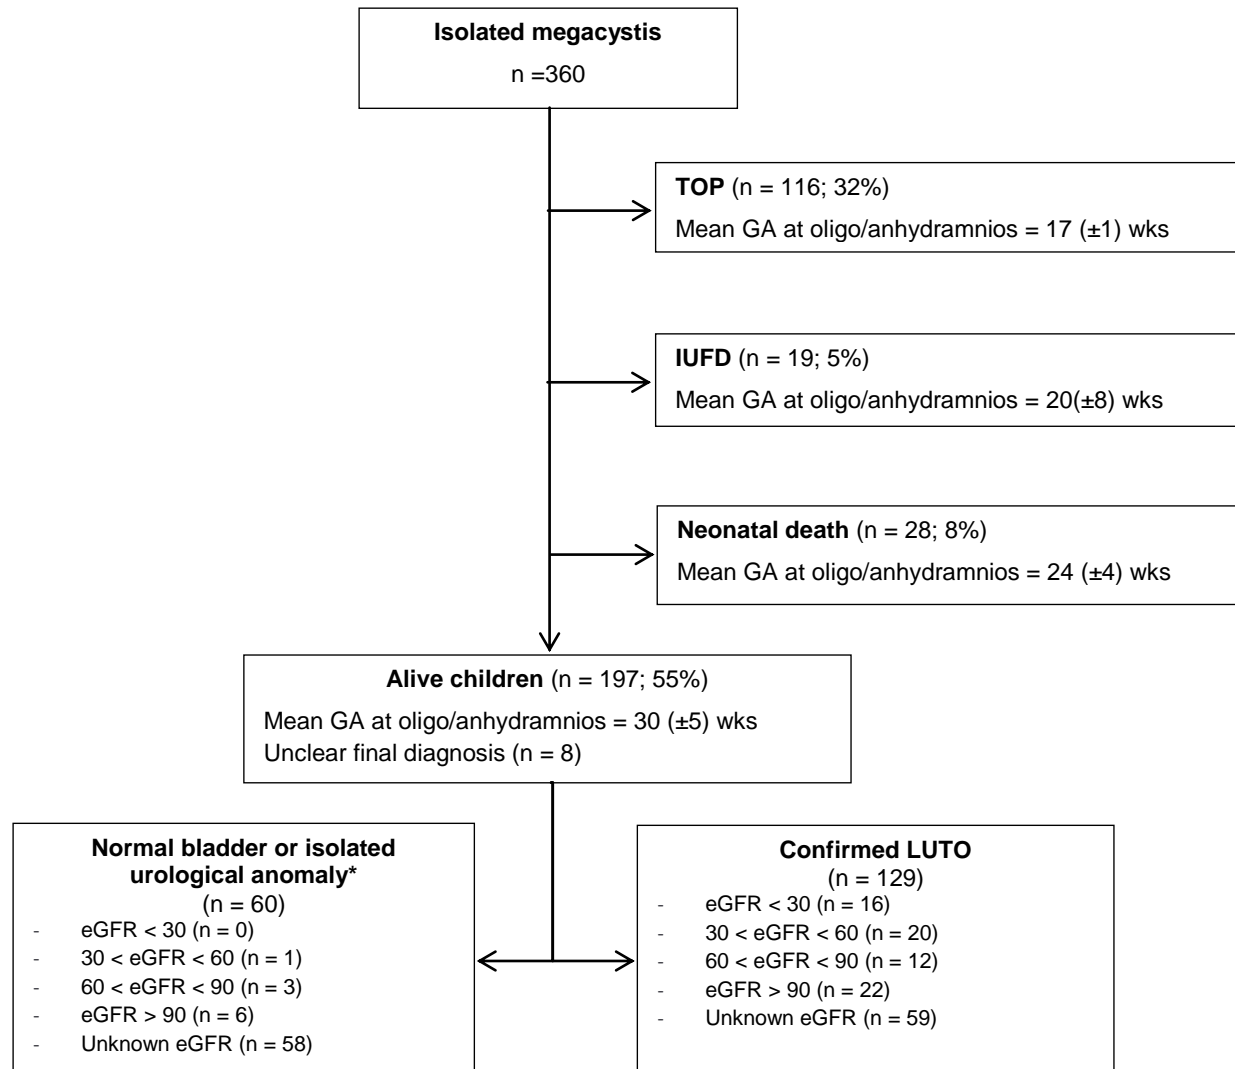 Isolated megacystis
n =360
TOP (n = 116; 32%)
Mean GA at oligo/anhydramnios = 17 (±1) wks
IUFD (n = 19; 5%)
Mean GA at oligo/anhydramnios = 20(±8) wks
Neonatal death (n = 28; 8%)
Mean GA at oligo/anhydramnios = 24 (±4) wks
Alive children (n = 197; 55%)
Mean GA at oligo/anhydramnios = 30 (±5) wks
Unclear final diagnosis (n = 8)
Normal bladder or isolated
urological anomaly*
(n = 60)
- eGFR < 30 (n = 0)
- 30 < eGFR < 60 (n = 1)
- 60 < eGFR < 90 (n = 3)
- eGFR > 90 (n = 6)
- Unknown eGFR (n = 58)
Confirmed LUTO
(n = 129)
- eGFR < 30 (n = 16)
- 30 < eGFR < 60 (n = 20)
- 60 < eGFR < 90 (n = 12)
- eGFR > 90 (n = 22)
- Unknown eGFR (n = 59)